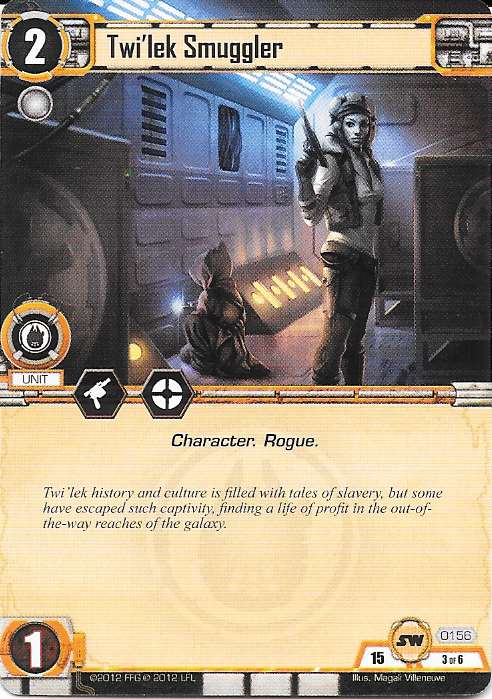 2
Twi'lek Smuggler
UNIT
Character. Rogue.
Twi'lek history and culture is filled with tales of slavery, but some
have escaped such captivity, finding a life of profit in the out-of-
the-way reaches of the galaxy.
1
SW
0156
15
3 OF 6
©2012 FFG © 2012 LFL
Illus. Magali Villeneuve